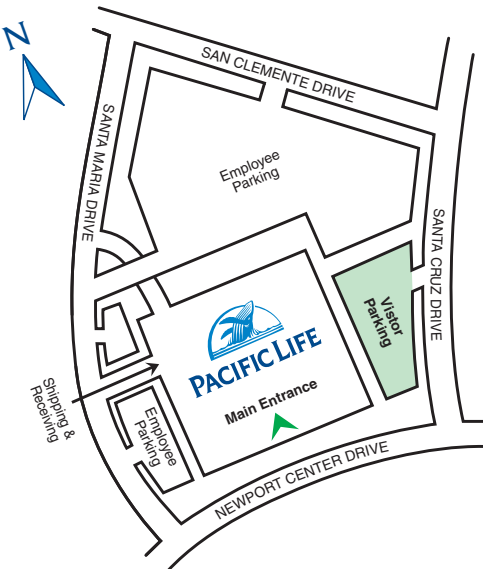 N
SAN CLEMENTE DRIVE
SANTA MARIA DRIVE
Employee
Parking
SANTA CRUZ DRIVE
Vistor
Parking
PACIFIC LIFE
Main Entrance
Shipping &
Receiving
Employee
Parking
NEWPORT CENTER DRIVE